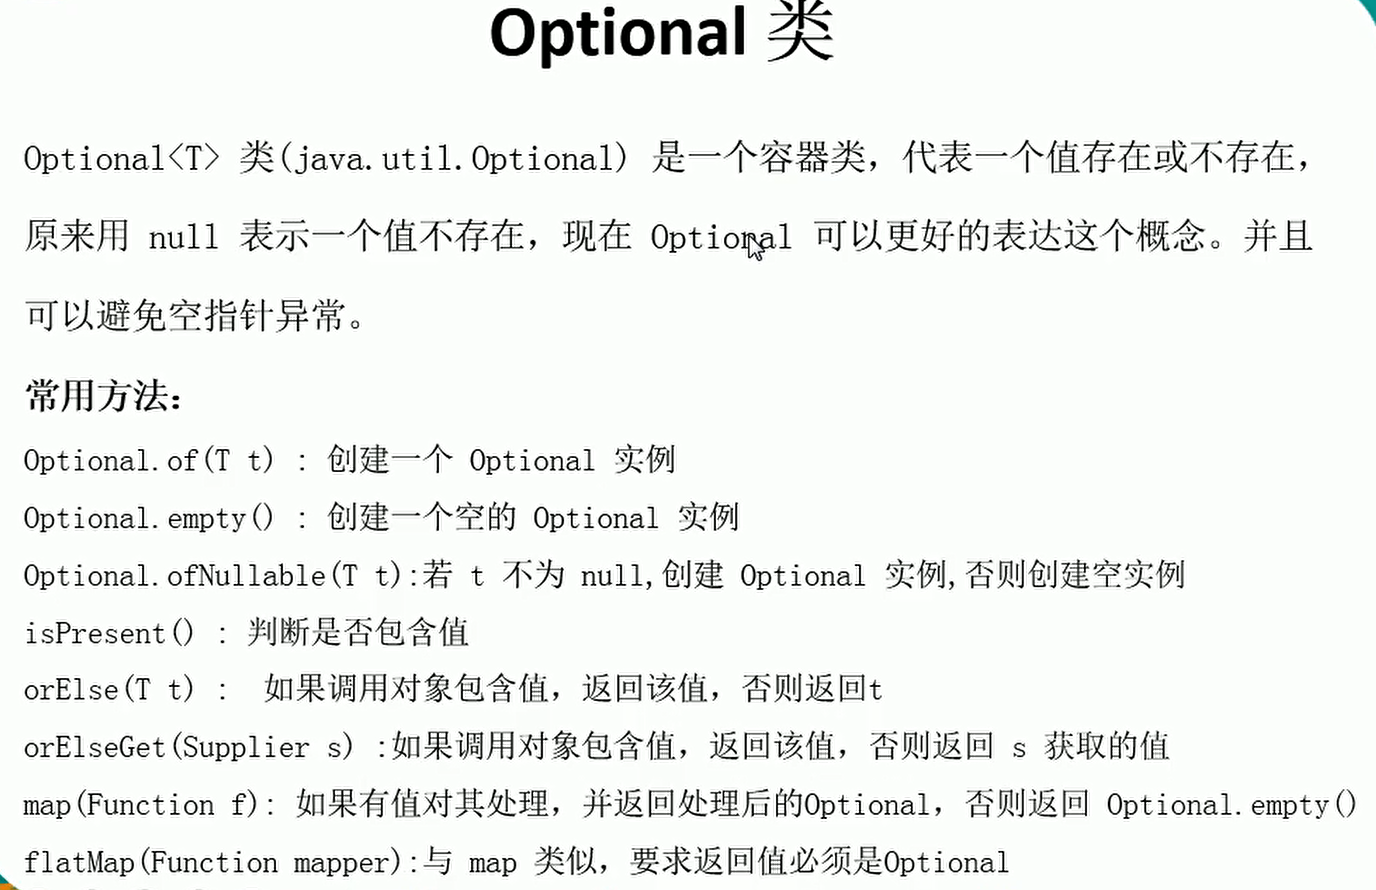 Optional 类
Optional<T> 类(java.util.Optional) 是一个容器类，代表一个值存在或不存在，
原来用 null 表示一个值不存在，现在 Optional 可以更好的表达这个概念。并且
可以避免空指针异常。
常用方法：
Optional.of(T t) : 创建一个 Optional 实例
Optional.empty() : 创建一个空的 Optional 实例
Optional.ofNullable(T t):若 t 不为 null,创建 Optional 实例,否则创建空实例
isPresent() : 判断是否包含值
orElse(T t) :  如果调用对象包含值，返回该值，否则返回t
orElseGet(Supplier s) :如果调用对象包含值，返回该值，否则返回 s 获取的值
map(Function f): 如果有值对其处理，并返回处理后的Optional，否则返回 Optional.empty()
flatMap(Function mapper):与 map 类似，要求返回值必须是Optional